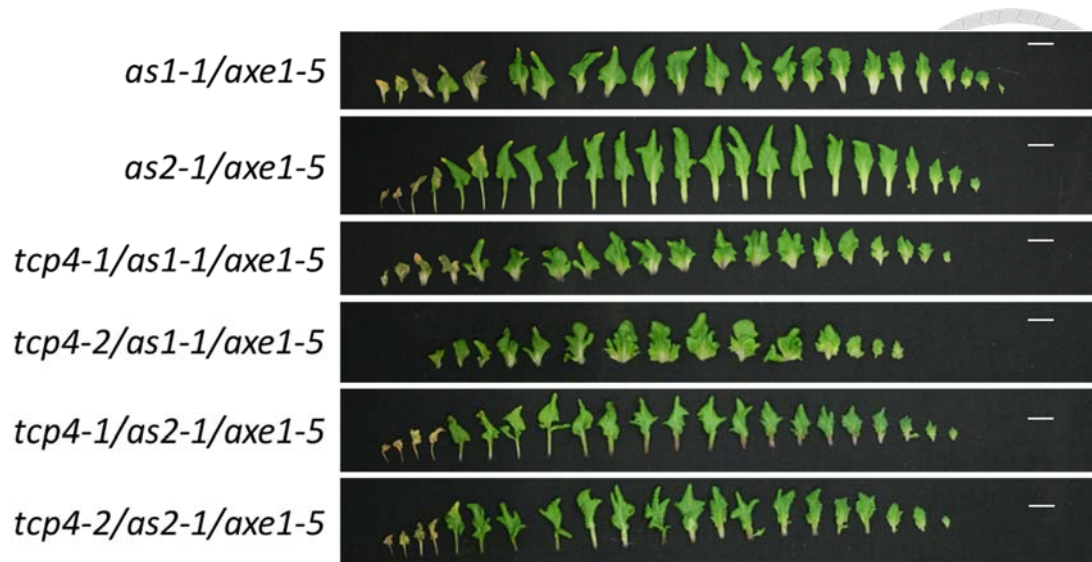 as1-1/axe1-5
as2-1/axe1-5
tcp4-1/as1-1/axe1-5
tcp4-2/as1-1/axe1-5
tcp4-1/as2-1/axe1-5
tcp4-2/as2-1/axe1-5